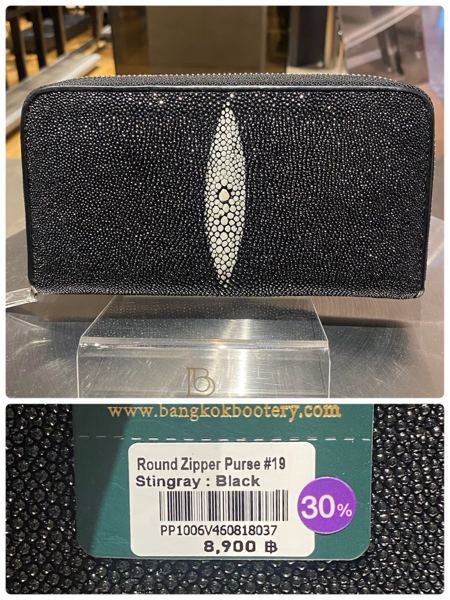 B
www.bangkokbootery.com
Round Zipper Purse #19
Stingray : Black
30%
PP1006V460818037
8,900 ฿